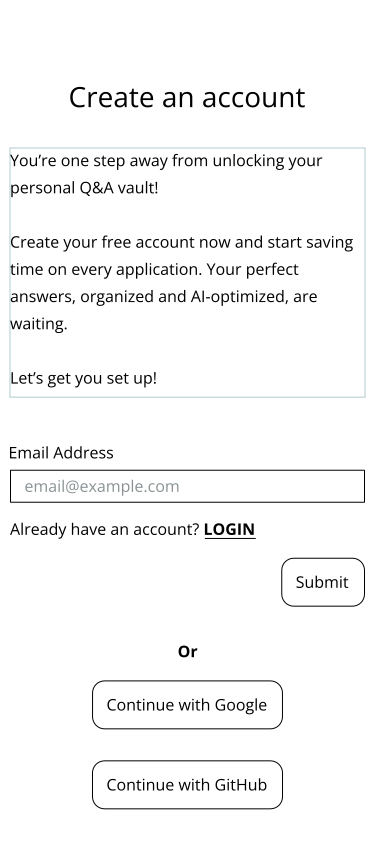 Create an account
You’re one step away from unlocking your
personal Q&A vault!
Create your free account now and start saving
time on every application. Your perfect
answers, organized and AI-optimized, are
waiting.
Let’s get you set up!
Email Address
email@example.com
Already have an account? LOGIN
Submit
Or
Continue with Google
Continue with GitHub